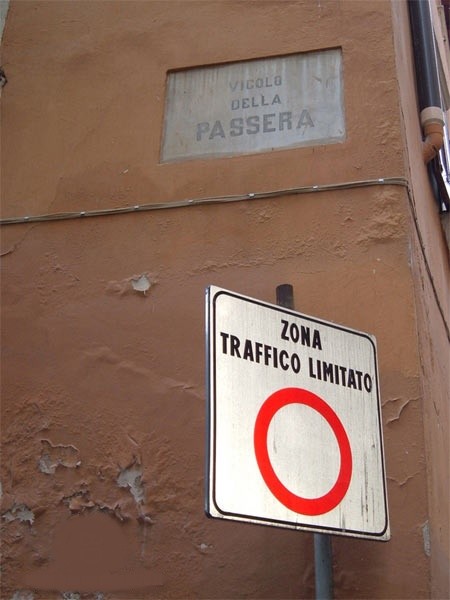 VICOLO
DELLA
PASSERA
ZONA
TRAFFICO LIMITATO